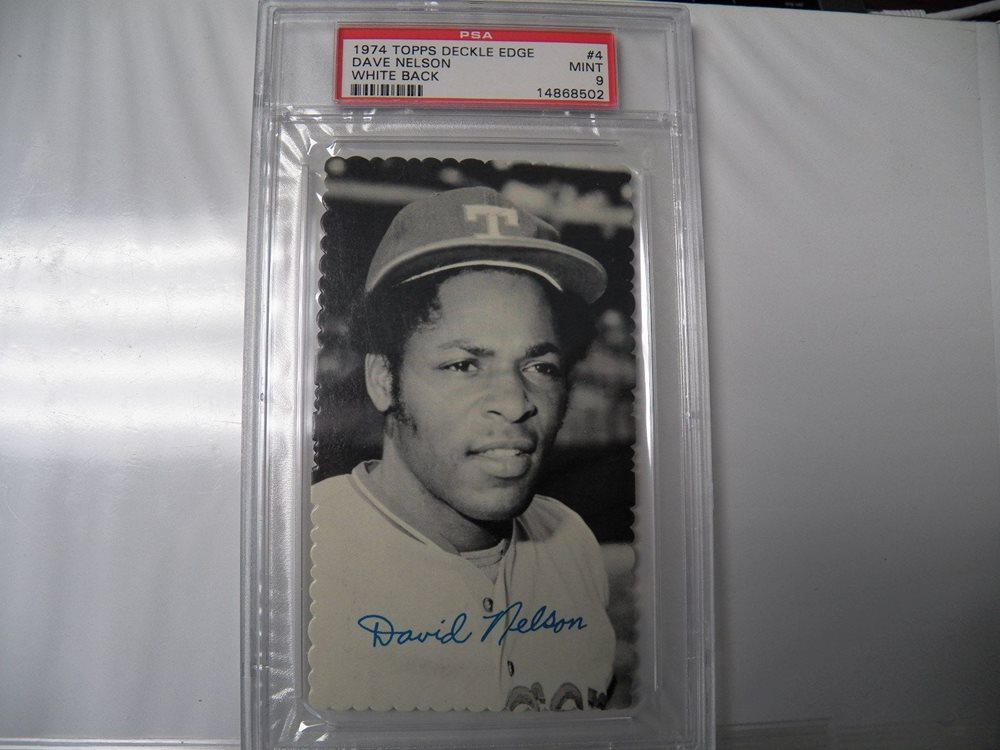 PSA
1974 TOPPS DECKLE EDGE #4
DAVE NELSON MINT
WHITE BACK 9
14868502
T
David Nelson